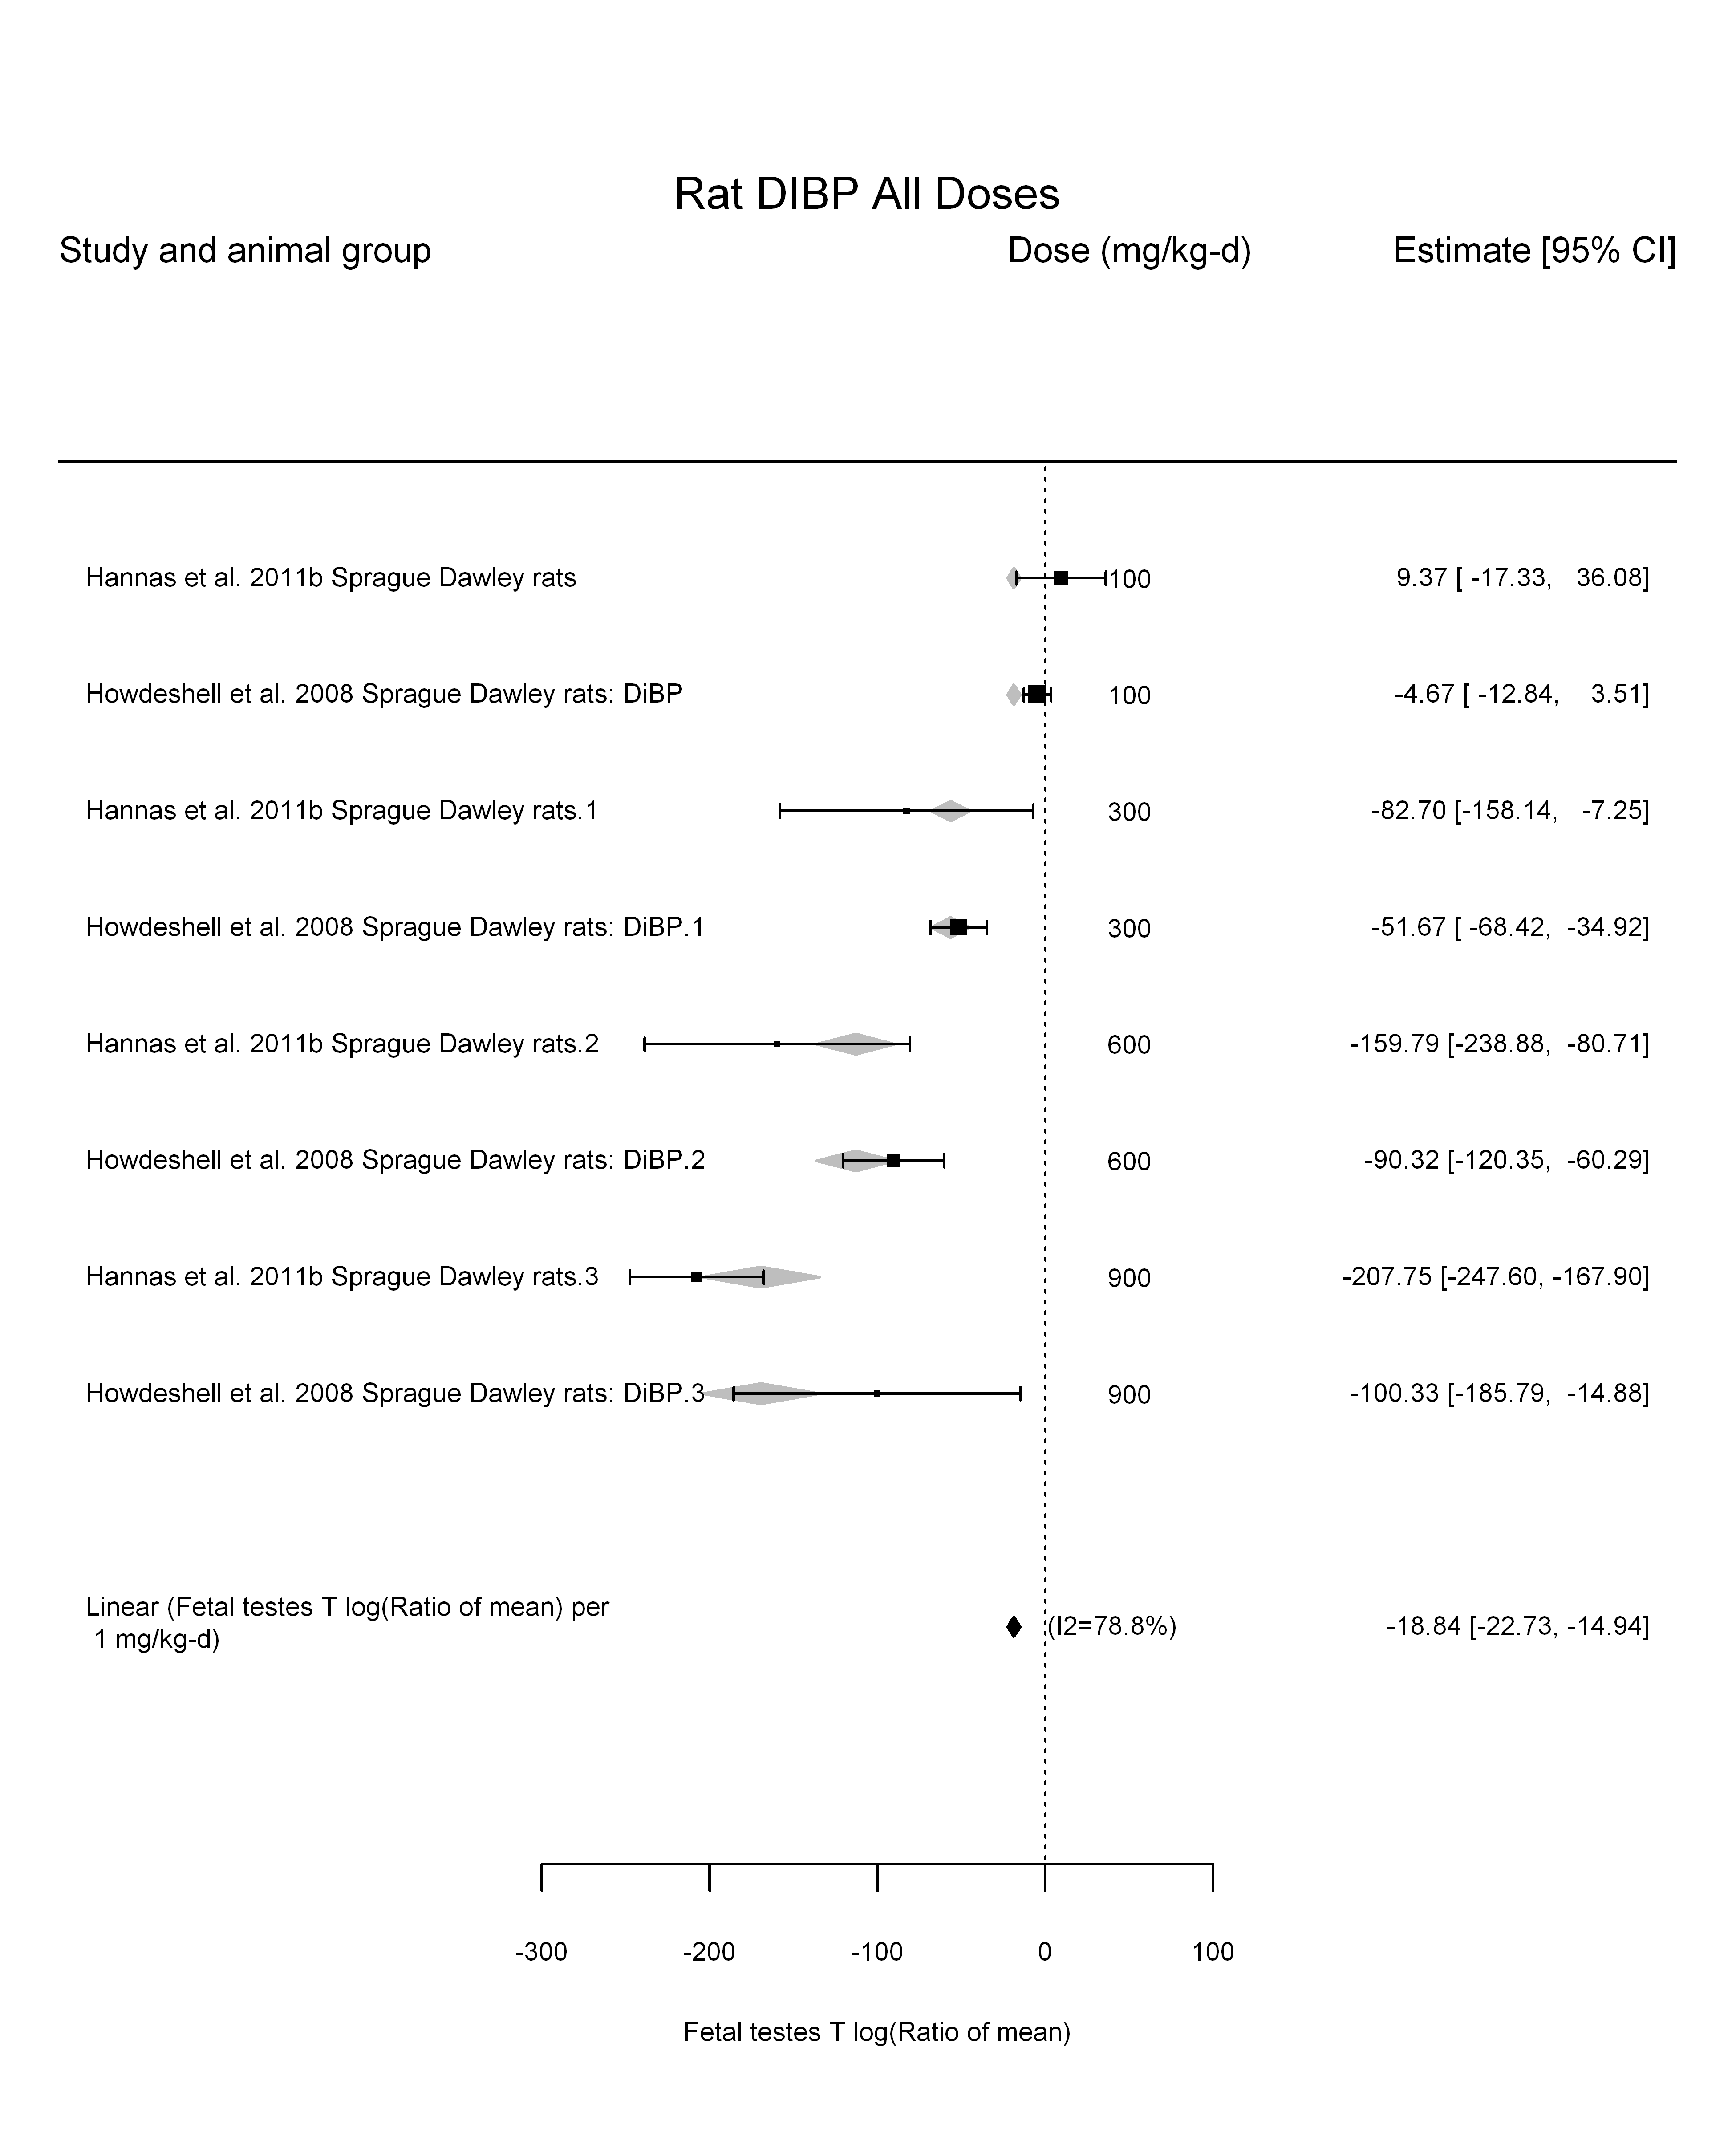 Rat DIBP All Doses
Study and animal group Dose (mg/kg-d) Estimate [95% CI]
Hannas et al. 2011b Sprague Dawley rats 100 9.37 [ -17.33, 36.08]
Howdeshell et al. 2008 Sprague Dawley rats: DiBP 100 -4.67 [ -12.84, 3.51]
Hannas et al. 2011b Sprague Dawley rats.1 300 -82.70 [-158.14, -7.25]
Howdeshell et al. 2008 Sprague Dawley rats: DiBP.1 300 -51.67 [ -68.42, -34.92]
Hannas et al. 2011b Sprague Dawley rats.2 600 -159.79 [-238.88, -80.71]
Howdeshell et al. 2008 Sprague Dawley rats: DiBP.2 600 -90.32 [-120.35, -60.29]
Hannas et al. 2011b Sprague Dawley rats.3 900 -207.75 [-247.60, -167.90]
Howdeshell et al. 2008 Sprague Dawley rats: DiBP.3 900 -100.33 [-185.79, -14.88]
Linear (Fetal testes T log(Ratio of mean) per
1 mg/kg-d)
(I2=78.8%) -18.84 [-22.73, -14.94]
-300 -200 -100 0 100
Fetal testes T log(Ratio of mean)